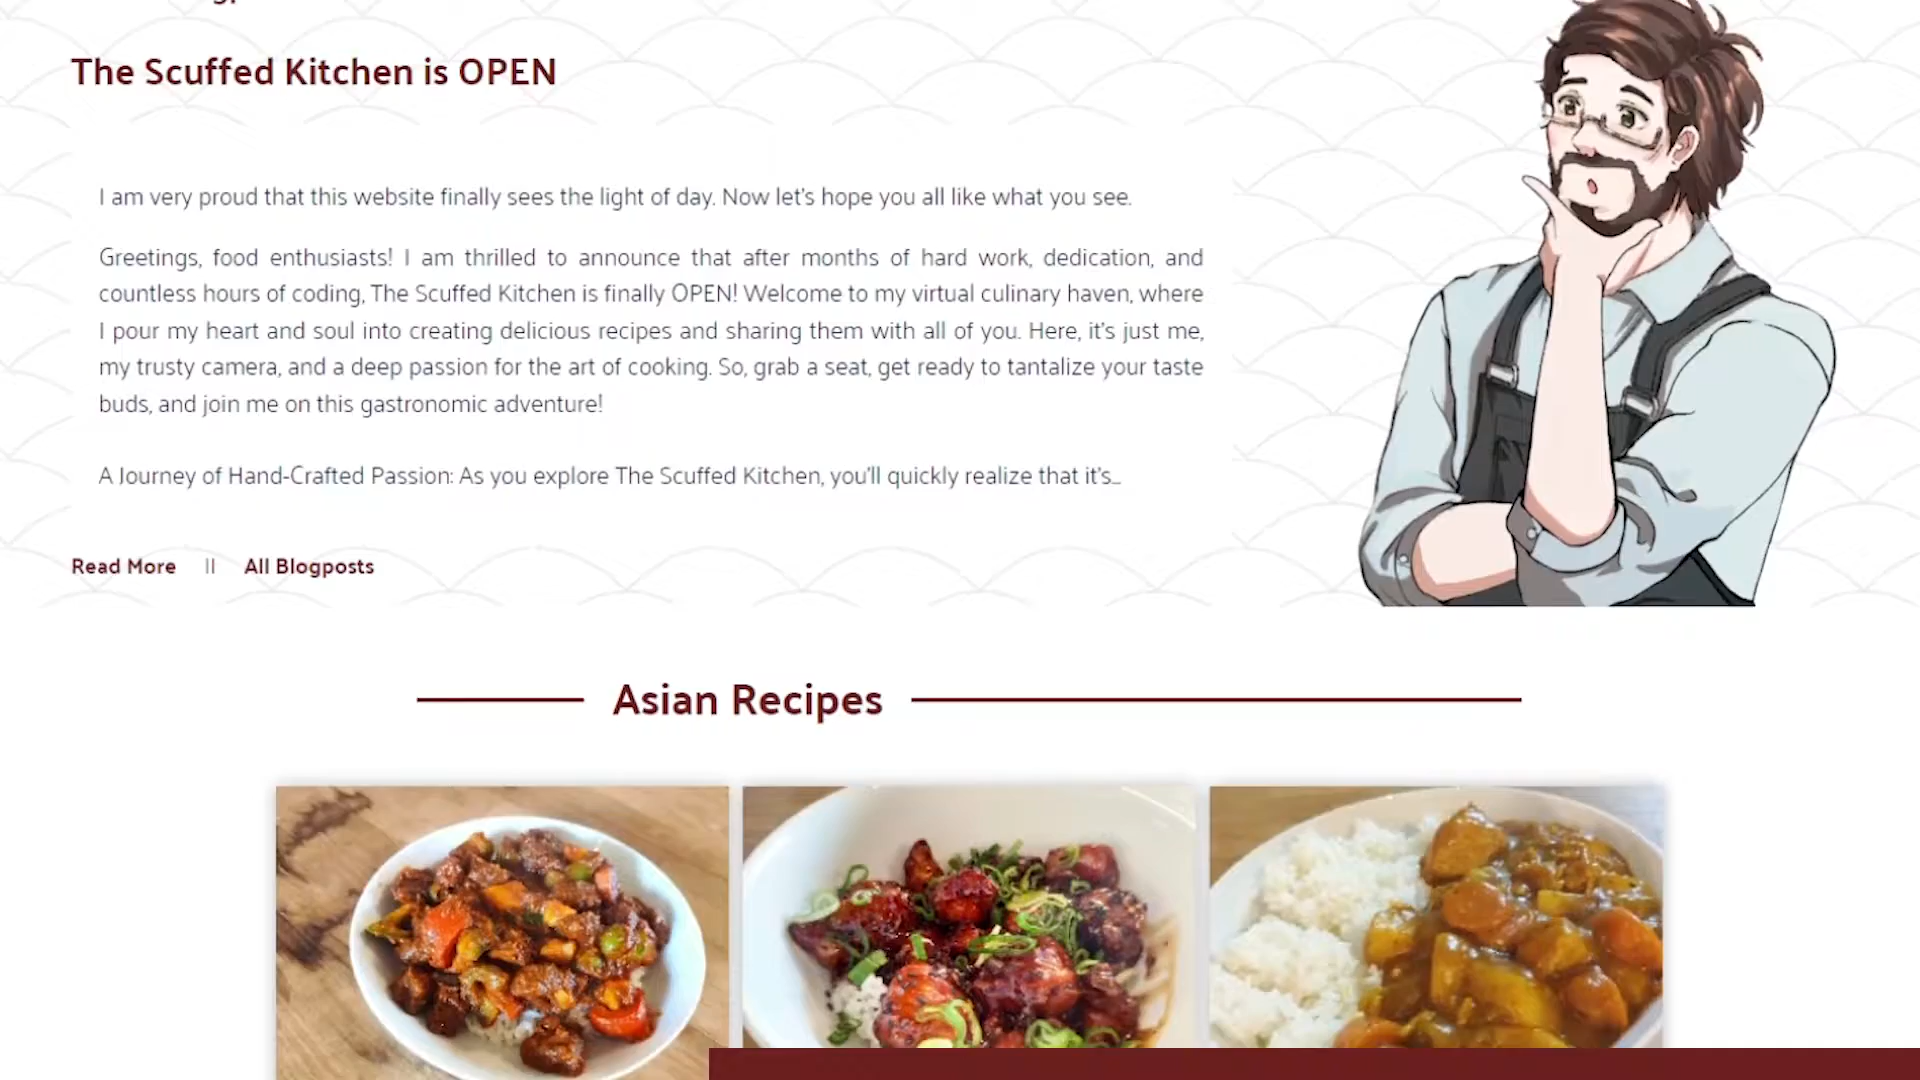 The Scuffed Kitchen is OPEN
I am very proud that this website finally sees the light of day. Now let's hope you all like what you see.
Greetings, food enthusiasts! I am thrilled to announce that after months of hard work, dedication, and
countless hours of coding, The Scuffed Kitchen is finally OPEN! Welcome to my virtual culinary haven, where
I pour my heart and soul into creating delicious recipes and sharing them with all of you. Here, it's just me,
my trusty camera, and a deep passion for the art of cooking. So, grab a seat, get ready to tantalize your taste
buds, and join me on this gastronomic adventure!
A Journey of Hand-Crafted Passion: As you explore The Scuffed Kitchen, you'll quickly realize that it's...
Read More || All Blogposts
Asian Recipes